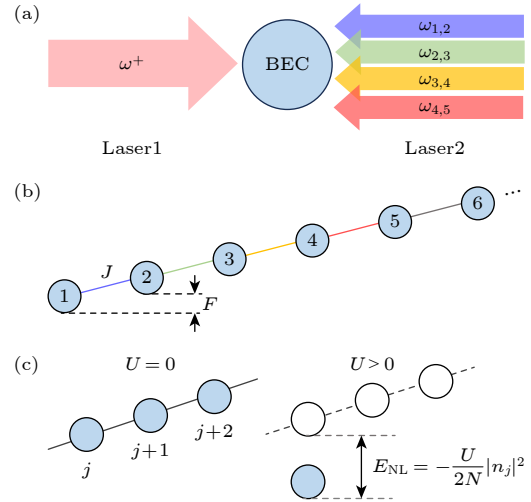 (a)
ω⁺
BEC
ω₁,₂
ω₂,₃
ω₃,₄
ω₄,₅
Laser1
Laser2
(b)
1
2
3
4
5
6
...
J
F
(c)
U = 0
U > 0
j
j+1
j+2
E_NL = −U/2N |n_j|²